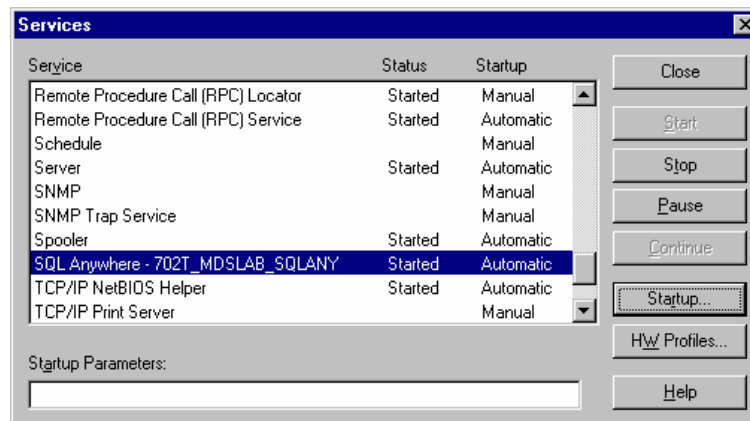 Services
Service Status Startup
Remote Procedure Call (RPC) Locator Started Manual
Remote Procedure Call (RPC) Service Started Automatic
Schedule Manual
Server Started Automatic
SNMP Manual
SNMP Trap Service Manual
Spooler Started Automatic
SQL Anywhere - 702T_MDSLAB_SQLANY Started Automatic
TCP/IP NetBIOS Helper Started Automatic
TCP/IP Print Server Manual
Startup Parameters:
Close
Start
Stop
Pause
Continue
Startup...
HW Profiles...
Help